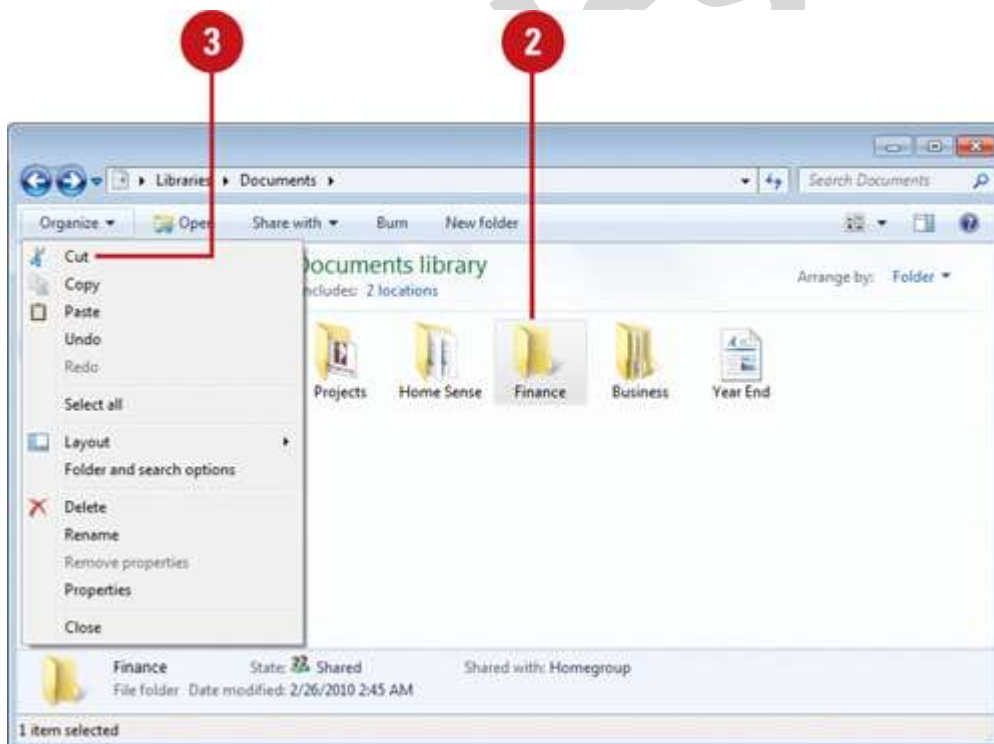 3 2
Libraries ▸ Documents ▸ Search Documents
Organize Open Share with Burn New folder
Cut
Copy
Paste
Undo
Redo
Select all
Layout
Folder and search options
Delete
Rename
Remove properties
Properties
Close
ocuments library
ncludes: 2 locations
Arrange by: Folder
Projects Home Sense Finance Business Year End
Finance State: Shared Shared with: Homegroup
File folder Date modified: 2/26/2010 2:45 AM
1 item selected